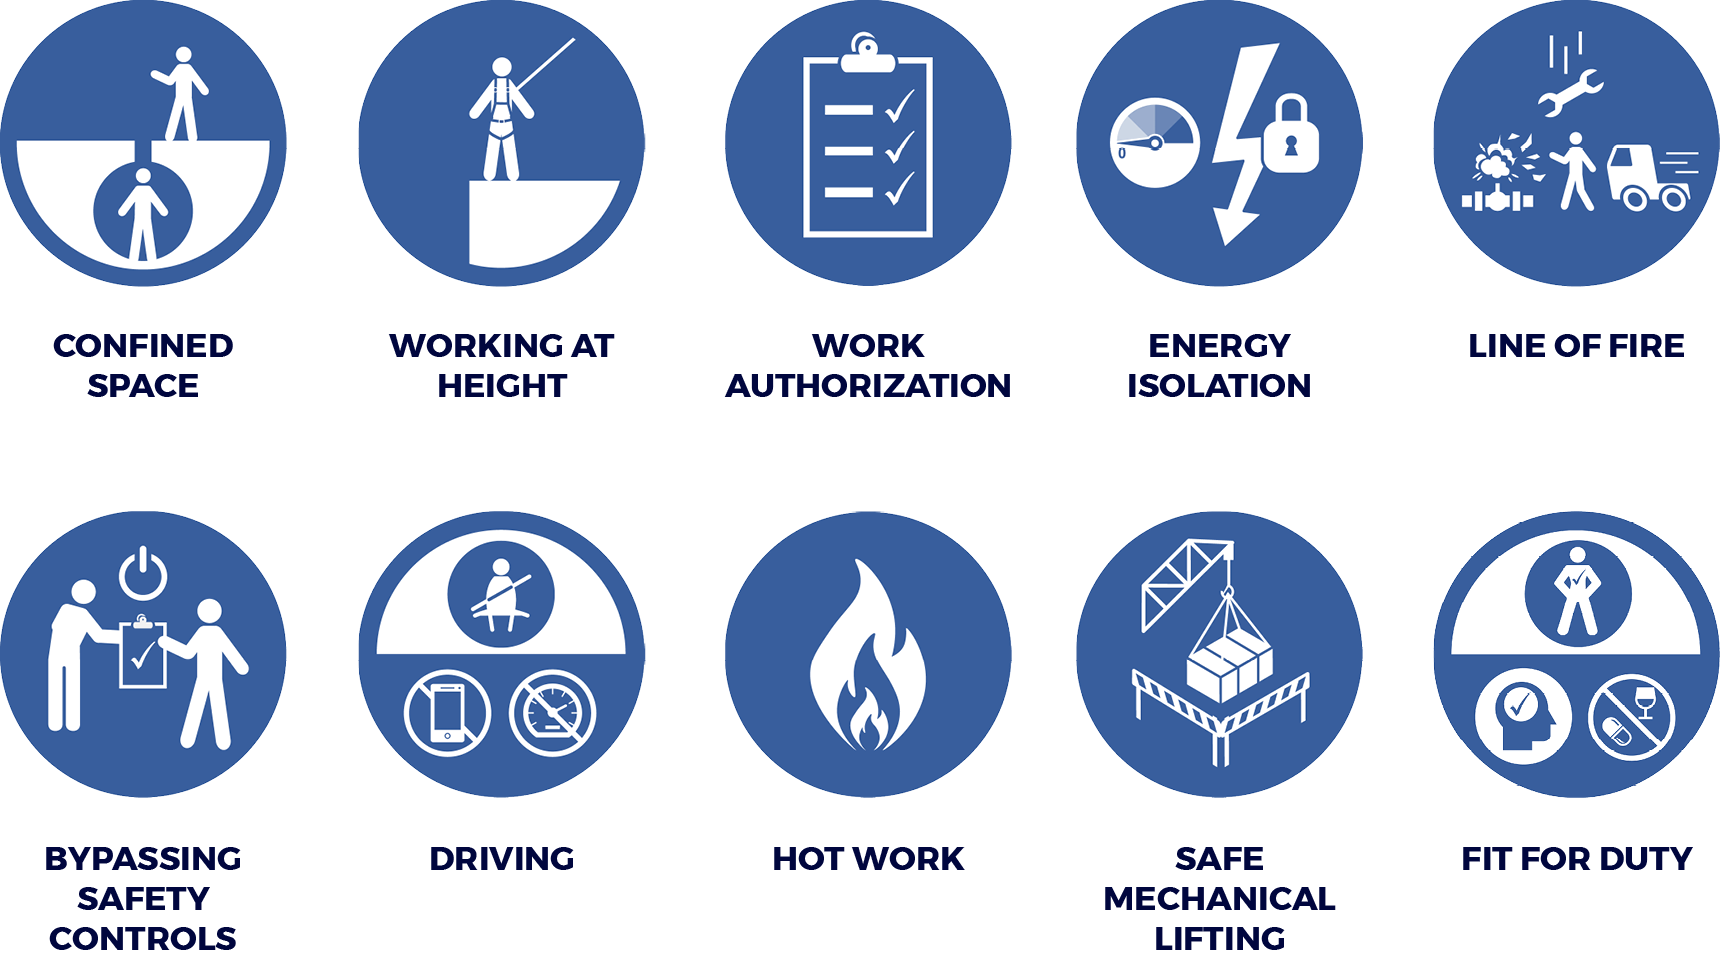 CONFINED
SPACE
WORKING AT
HEIGHT
WORK
AUTHORIZATION
0
ENERGY
ISOLATION
LINE OF FIRE
BYPASSING
SAFETY
CONTROLS
DRIVING
HOT WORK
SAFE
MECHANICAL
LIFTING
FIT FOR DUTY